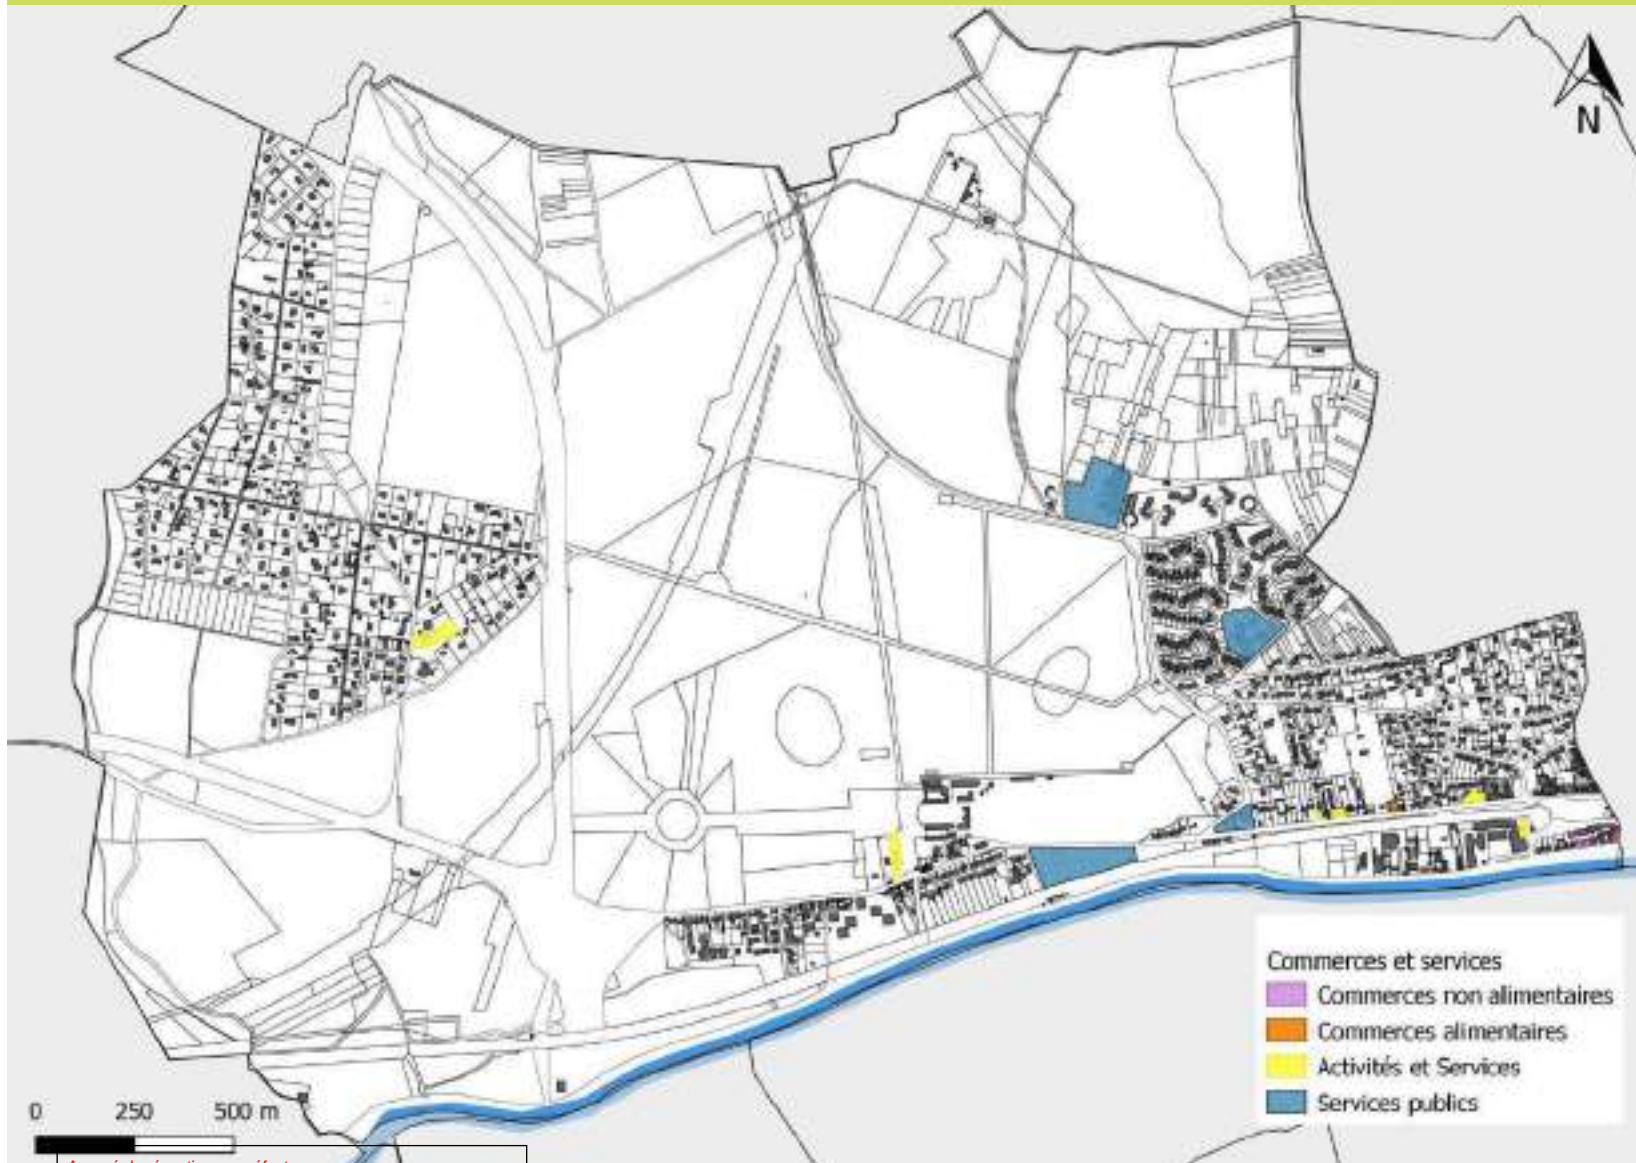 N
Commerces et services
Commerces non alimentaires
Commerces alimentaires
Activités et Services
Services publics
0 250 500 m